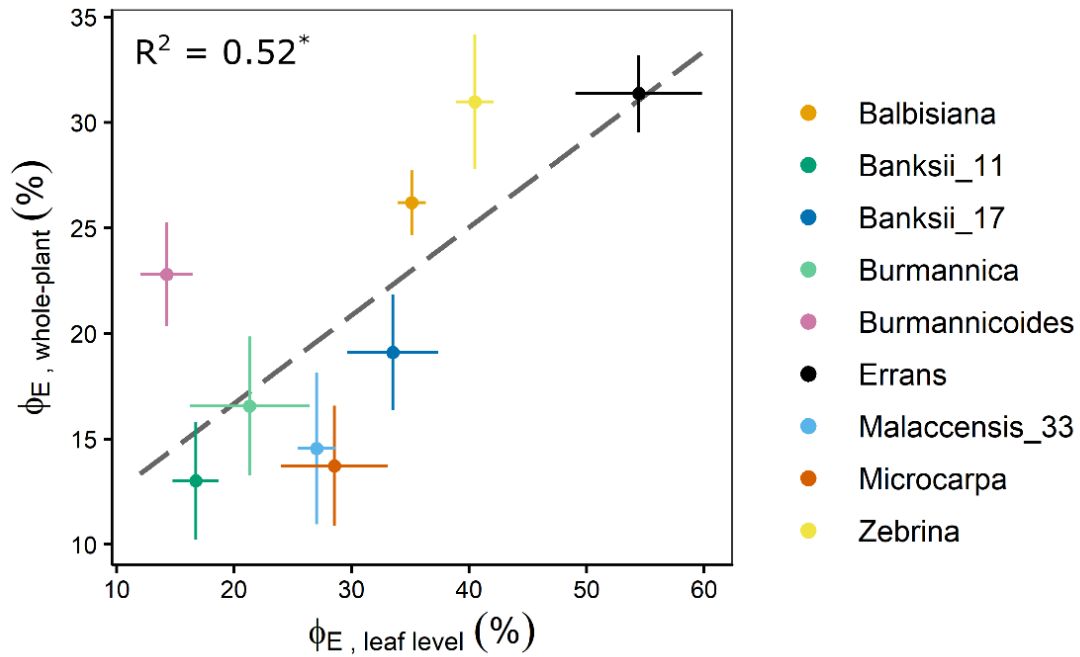 R² = 0.52*
35
30
25
20
15
10
ϕE , whole-plant (%)
10 20 30 40 50 60
ϕE , leaf level (%)
Balbisiana
Banksii_11
Banksii_17
Burmannica
Burmannicoides
Errans
Malaccensis_33
Microcarpa
Zebrina